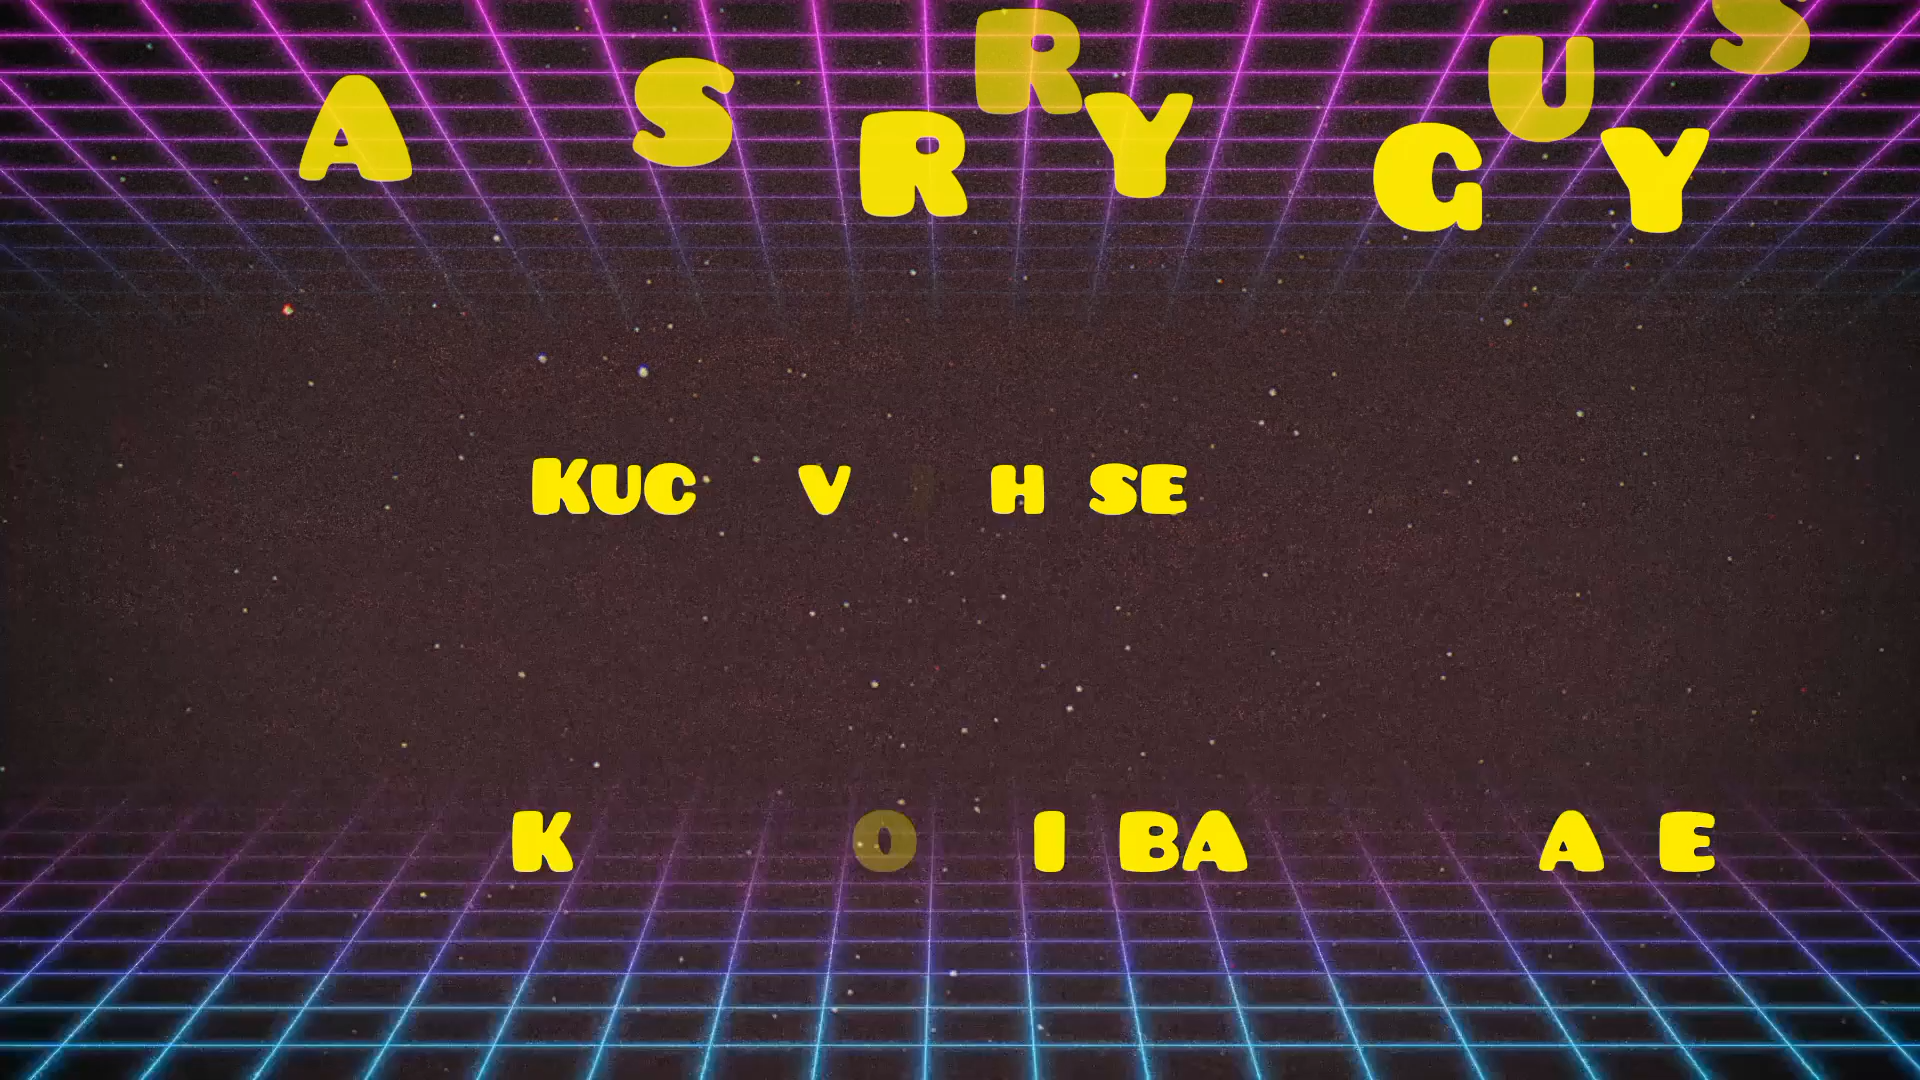 A S R R Y G U Y S
KUC V H SE
K O I BA A E